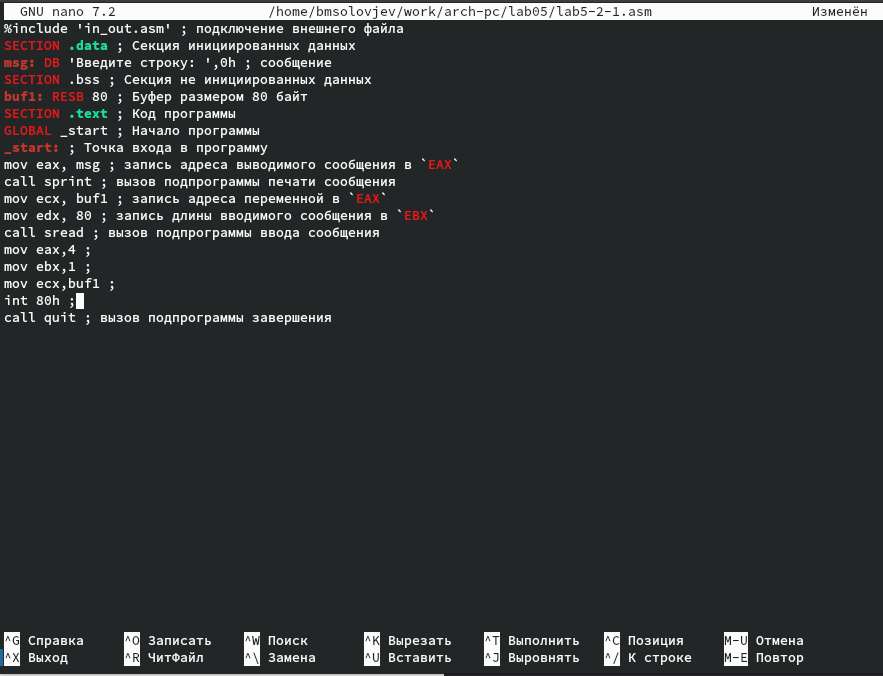 GNU nano 7.2 /home/bmsolovjev/work/arch-pc/lab05/lab5-2-1.asm Изменён
%include 'in_out.asm' ; подключение внешнего файла
SECTION .data ; Секция инициированных данных
msg: DB 'Введите строку: ',0h ; сообщение
SECTION .bss ; Секция не инициированных данных
buf1: RESB 80 ; Буфер размером 80 байт
SECTION .text ; Код программы
GLOBAL _start ; Начало программы
_start: ; Точка входа в программу
mov eax, msg ; запись адреса выводимого сообщения в `EAX`
call sprint ; вызов подпрограммы печати сообщения
mov ecx, buf1 ; запись адреса переменной в `EAX`
mov edx, 80 ; запись длины вводимого сообщения в `EBX`
call sread ; вызов подпрограммы ввода сообщения
mov eax,4 ;
mov ebx,1 ;
mov ecx,buf1 ;
int 80h ;
call quit ; вызов подпрограммы завершения
^G Справка ^O Записать ^W Поиск ^K Вырезать ^T Выполнить ^C Позиция M-U Отмена
^X Выход ^R ЧитФайл ^\ Замена ^U Вставить ^J Выровнять ^/ К строке M-E Повтор